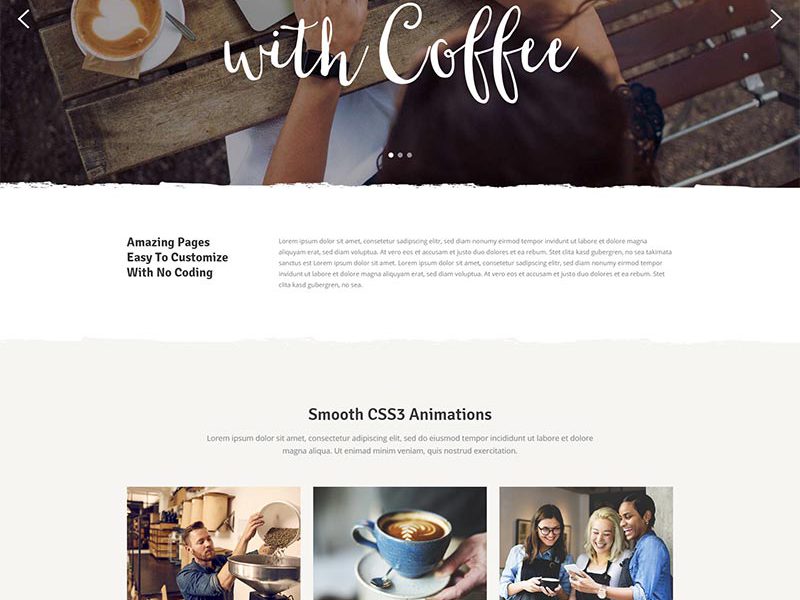 with Coffee
Amazing Pages
Easy To Customize
With No Coding
Lorem ipsum dolor sit amet, consectetur sadipscing elitr, sed diam nonumy eirmod tempor invidunt ut labore et dolore magna
aliquyam erat, sed diam voluptua. At vero eos et accusam et justo duo dolores et ea rebum. Stet clita kasd gubergren, no sea takimata
sanctus est Lorem ipsum dolor sit amet, consetetur sadipscing elitr, sed diam nonumy eirmod tempor invidunt ut labore et dolore
magna aliquyam erat, sed diam voluptua. At vero eos et accusam et justo duo dolores et ea rebum. Stet
clita kasd gubergren, no sea.
Smooth CSS3 Animations
Lorem ipsum dolor sit amet, consectetur adipiscing elit, sed do eiusmod tempor incididunt ut labore et dolore
magna aliqua. Ut enimad minim veniam, quis nostrud exercitation.